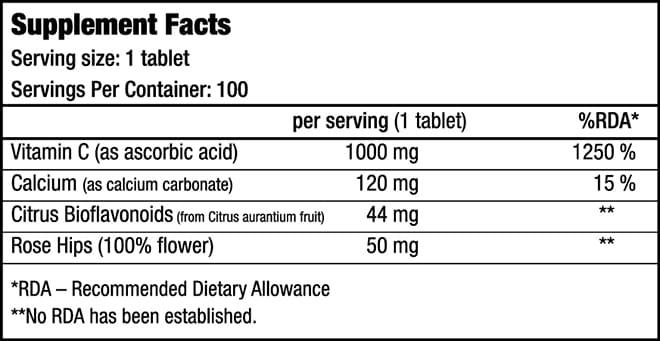 Supplement Facts
Serving size: 1 tablet
Servings Per Container: 100
per serving (1 tablet) %RDA*
Vitamin C (as ascorbic acid) 1000 mg 1250 %
Calcium (as calcium carbonate) 120 mg 15 %
Citrus Bioflavonoids (from Citrus aurantium fruit) 44 mg **
Rose Hips (100% flower) 50 mg **
*RDA – Recommended Dietary Allowance
**No RDA has been established.